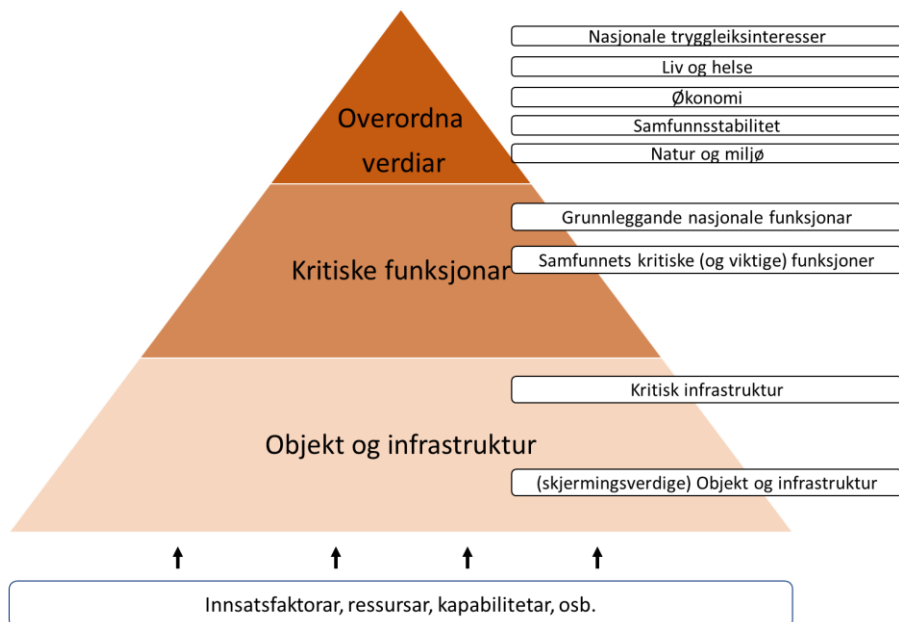 Nasjonale tryggleiksinteresser
Liv og helse
Økonomi
Samfunnsstabilitet
Natur og miljø
Overordna
verdiar
Grunnleggande nasjonale funksjonar
Samfunnets kritiske (og viktige) funksjoner
Kritiske funksjonar
Kritisk infrastruktur
(skjermingsverdige) Objekt og infrastruktur
Objekt og infrastruktur
Innsatsfaktorar, ressursar, kapabilitetar, osb.